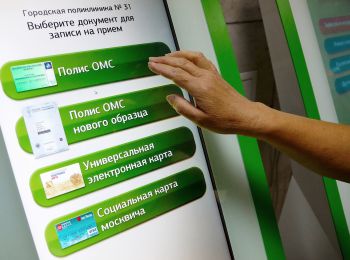 Городская поликлиника № 31
Выберите документ для
записи на прием
Полис ОМС
Полис ОМС
нового образца
Универсальная
электронная карта
Социальная карта
москвича